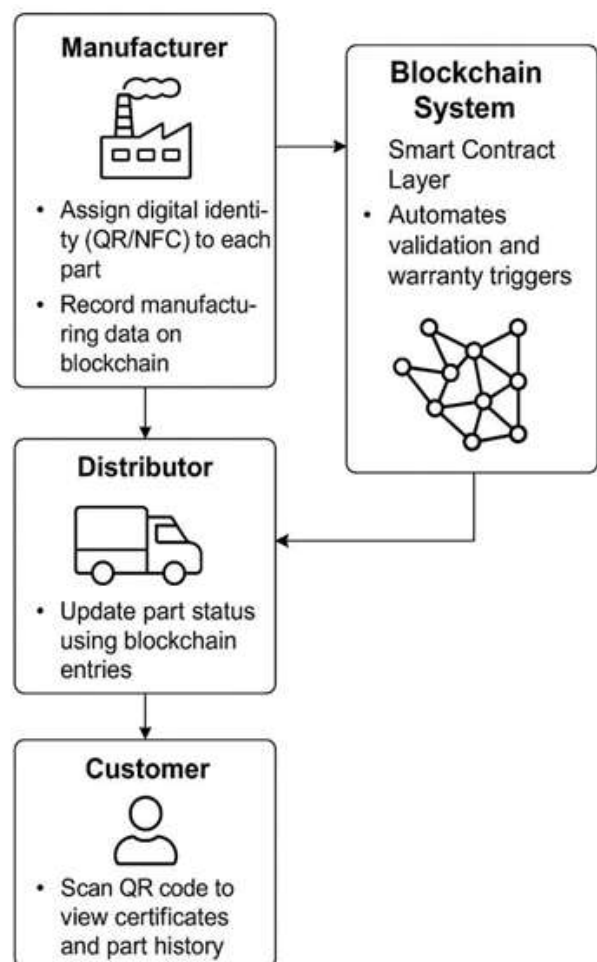 Manufacturer
• Assign digital identi-
ty (QR/NFC) to each
part
• Record manufactu-
ring data on
blockchain
Blockchain
System
Smart Contract
Layer
• Automates
validation and
warranty triggers
Distributor
• Update part status
using blockchain
entries
Customer
• Scan QR code to
view certificates
and part history